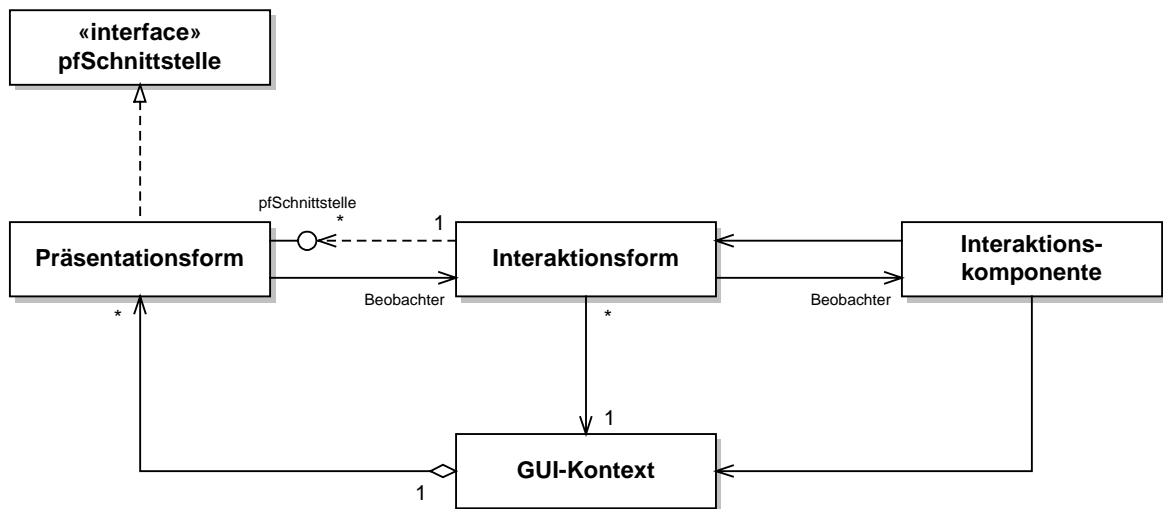 «interface»
pfSchnittstelle
pfSchnittstelle
*
1
Präsentationsform
Interaktionsform
Interaktions-
komponente
Beobachter
Beobachter
*
*
1
GUI-Kontext
1